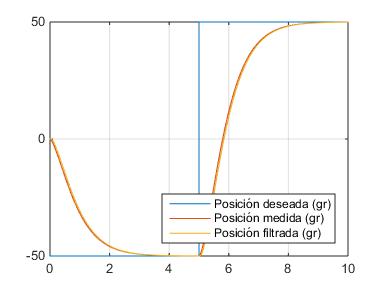 50
0
-50
Posición deseada (gr)
Posición medida (gr)
Posición filtrada (gr)
0 2 4 6 8 10